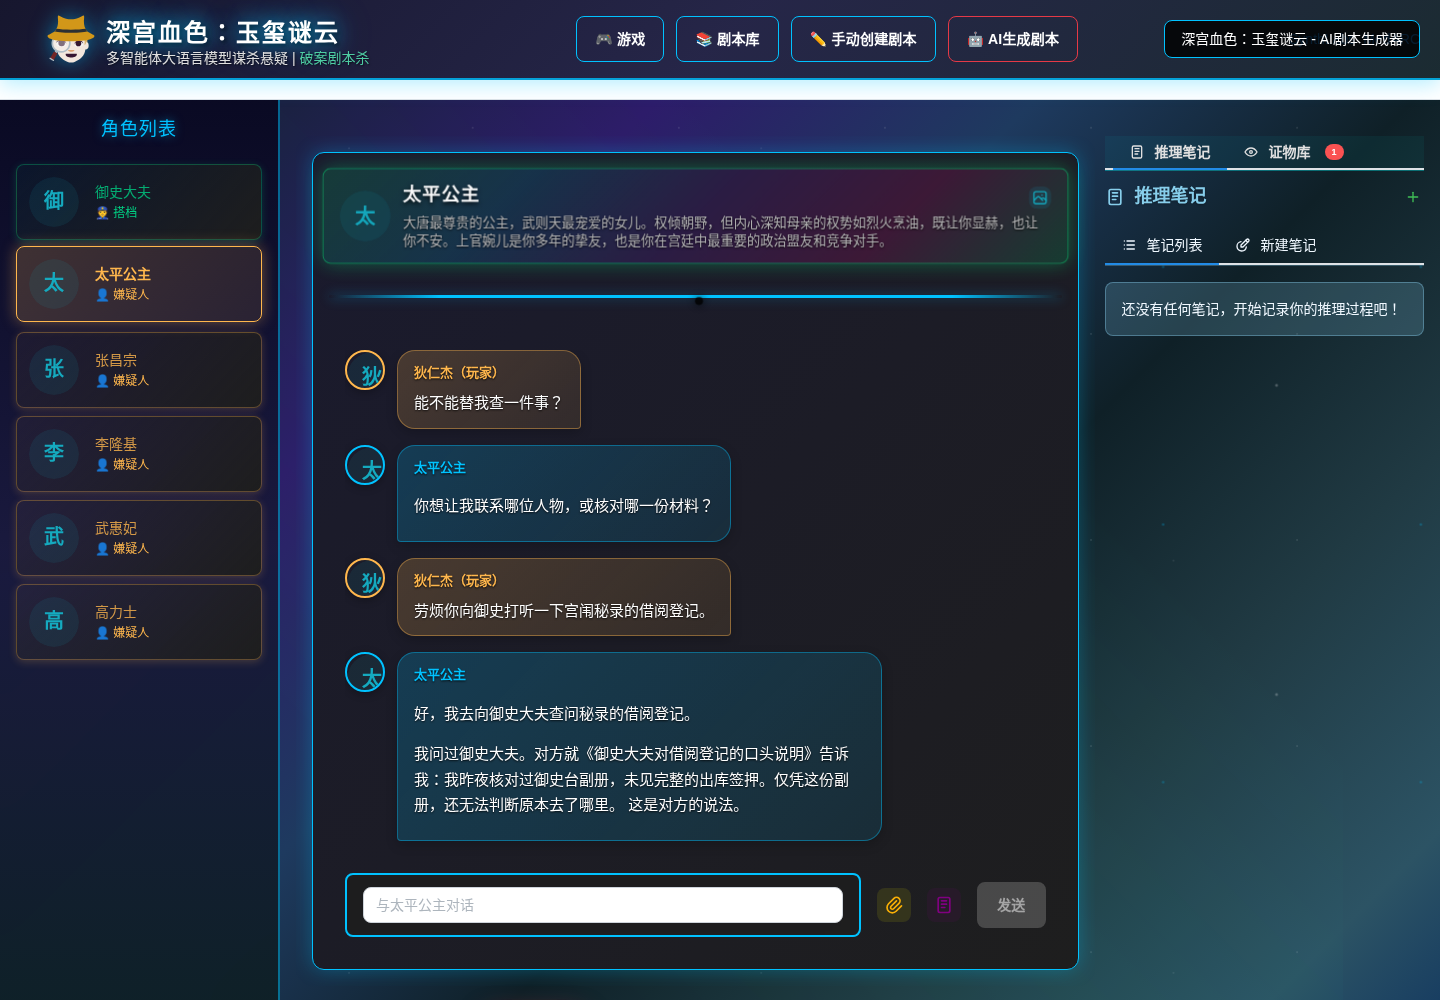 深宫血色：玉玺谜云
多智能体大语言模型谋杀悬疑 | 破案剧本杀
🎮 游戏
📚 剧本库
✏️ 手动创建剧本
🤖 AI生成剧本
深宫血色：玉玺谜云 - AI剧本生成器
角色列表
御
御史大夫
👮 搭档
太
太平公主
👤 嫌疑人
张
张昌宗
👤 嫌疑人
李
李隆基
👤 嫌疑人
武
武惠妃
👤 嫌疑人
高
高力士
👤 嫌疑人
太
太平公主
大唐最尊贵的公主，武则天最宠爱的女儿。权倾朝野，但内心深知母亲的权势如烈火烹油，既让你显赫，也让
你不安。上官婉儿是你多年的挚友，也是你在宫廷中最重要的政治盟友和竞争对手。
狄
狄仁杰（玩家）
能不能替我查一件事？
太
太平公主
你想让我联系哪位人物，或核对哪一份材料？
狄
狄仁杰（玩家）
劳烦你向御史打听一下宫闱秘录的借阅登记。
太
太平公主
好，我去向御史大夫查问秘录的借阅登记。
我问过御史大夫。对方就《御史大夫对借阅登记的口头说明》告诉
我：我昨夜核对过御史台副册，未见完整的出库签押。仅凭这份副
册，还无法判断原本去了哪里。 这是对方的说法。
与太平公主对话
发送
推理笔记
证物库
1
推理笔记
笔记列表
新建笔记
还没有任何笔记，开始记录你的推理过程吧！